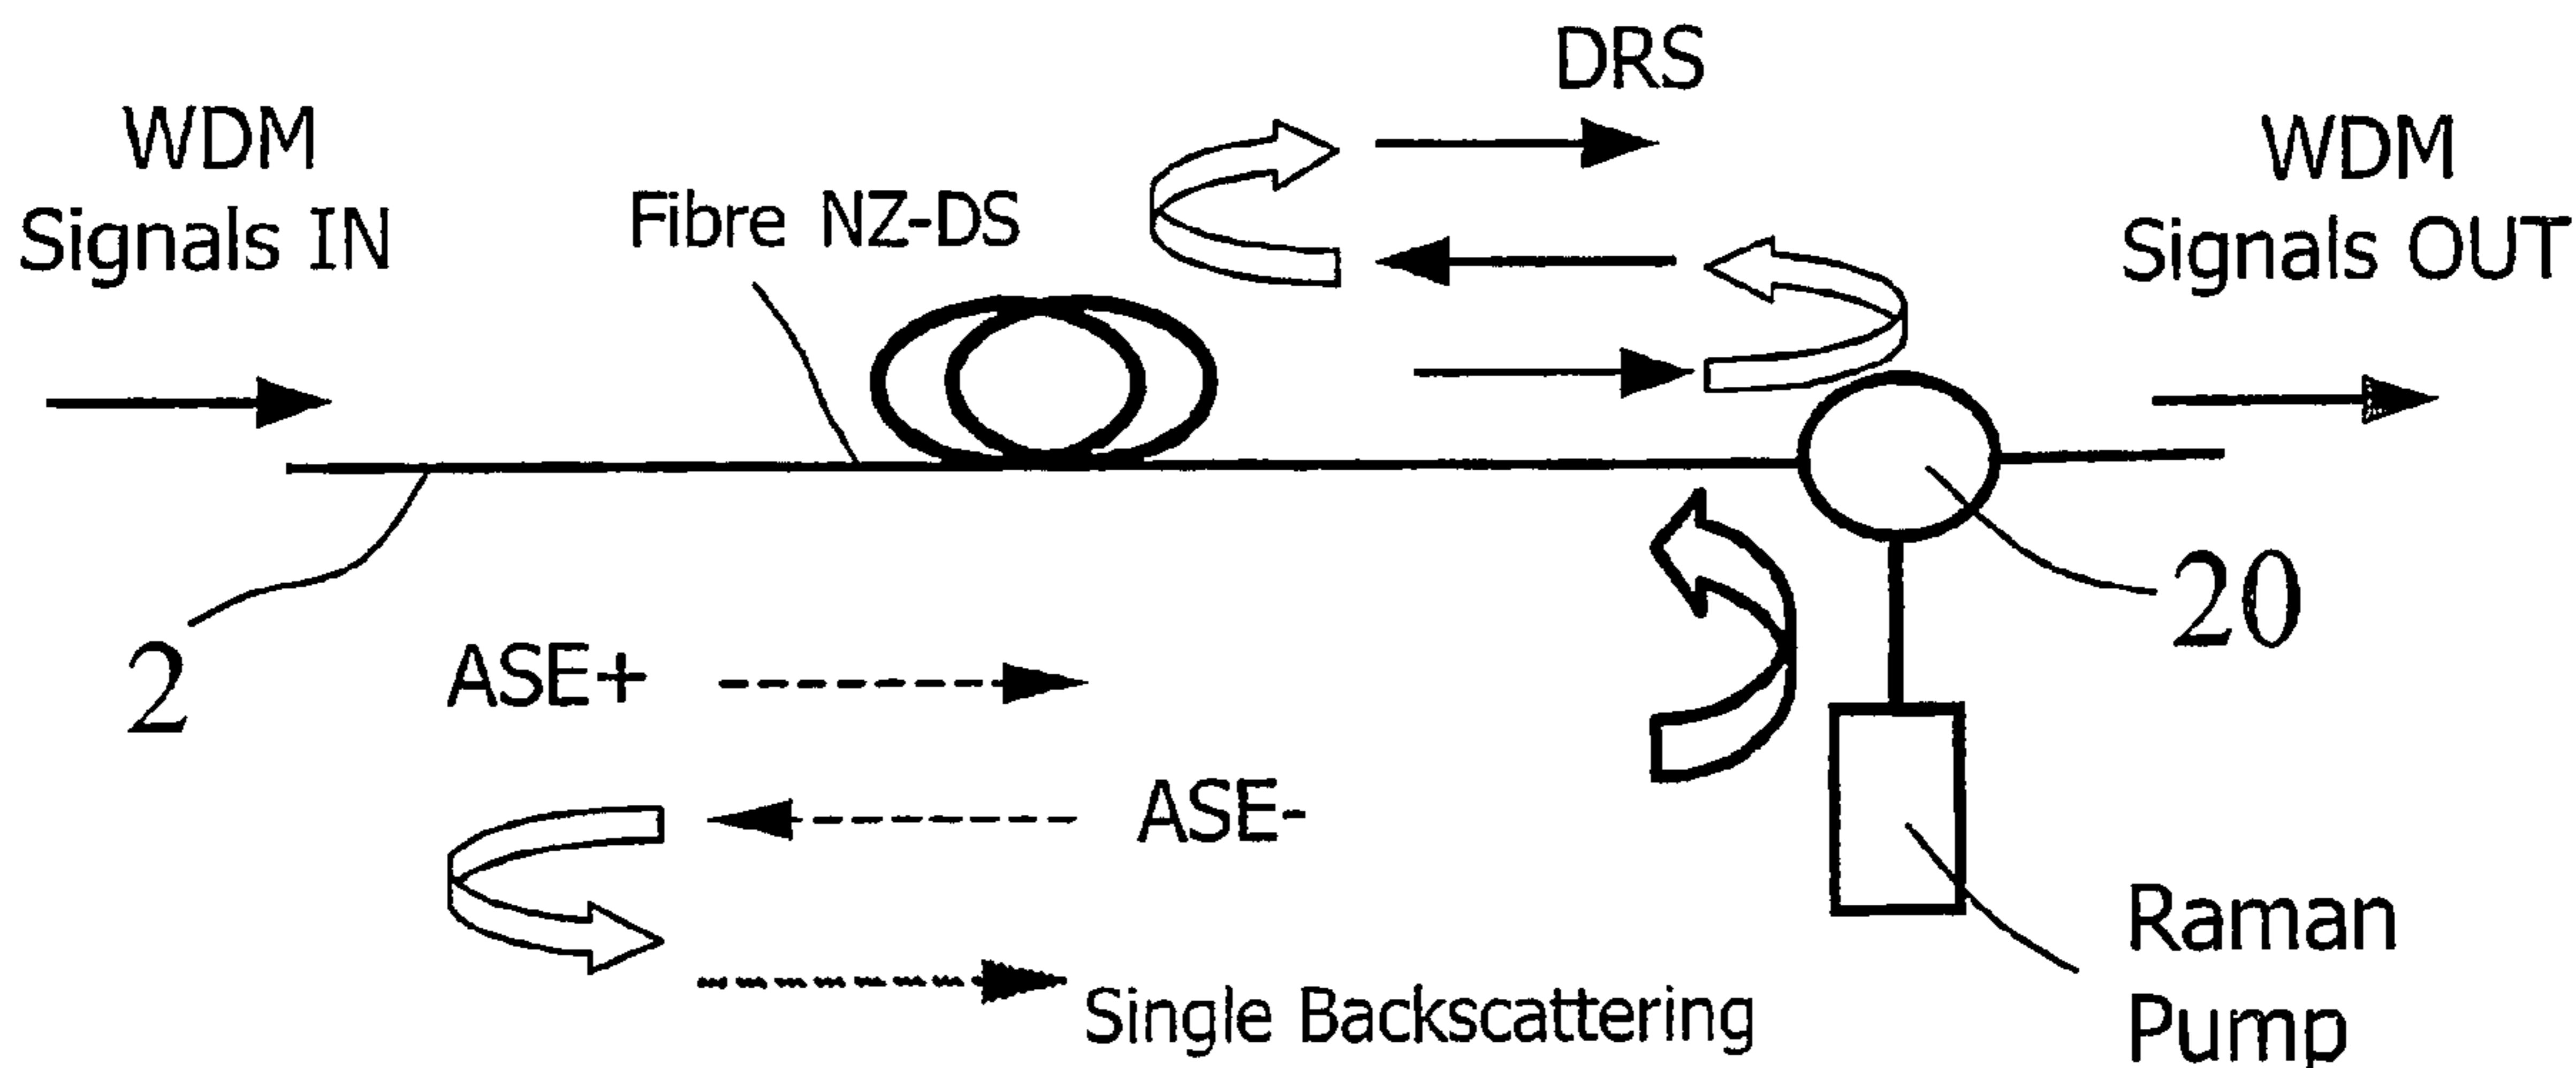 DRS
WDM
Signals IN
Fibre NZ-DS
WDM
Signals OUT
2
20
ASE+
ASE-
Single Backscattering
Raman
Pump